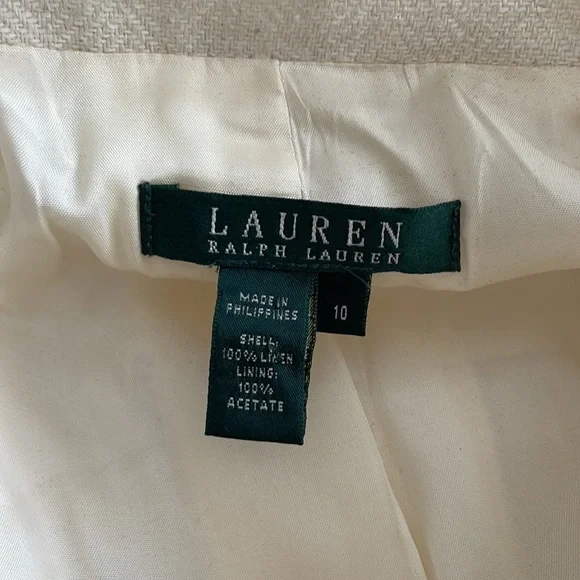 LAUREN
RALPH LAUREN
MADE IN
PHILIPPINES
10
SHELL:
100% LINEN
LINING:
100%
ACETATE